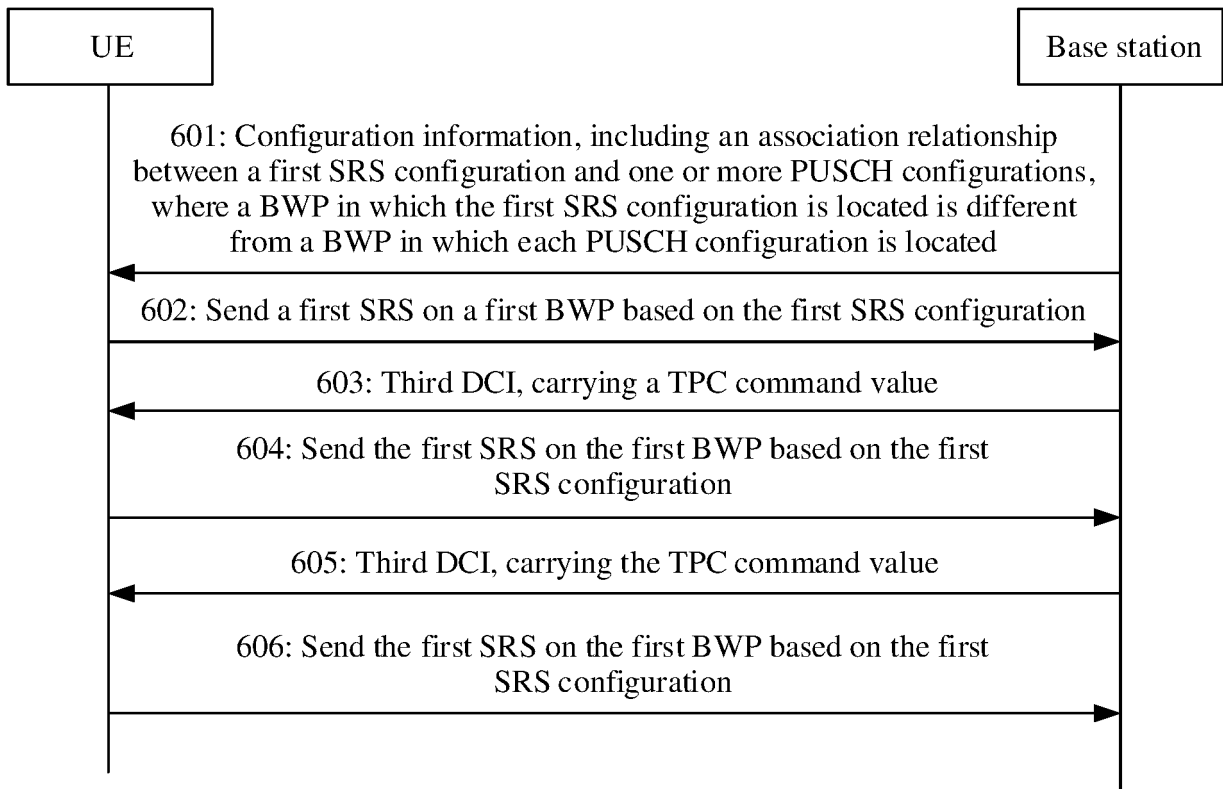 UE
Base station
601: Configuration information, including an association relationship
between a first SRS configuration and one or more PUSCH configurations,
where a BWP in which the first SRS configuration is located is different
from a BWP in which each PUSCH configuration is located
602: Send a first SRS on a first BWP based on the first SRS configuration
603: Third DCI, carrying a TPC command value
604: Send the first SRS on the first BWP based on the first
SRS configuration
605: Third DCI, carrying the TPC command value
606: Send the first SRS on the first BWP based on the first
SRS configuration